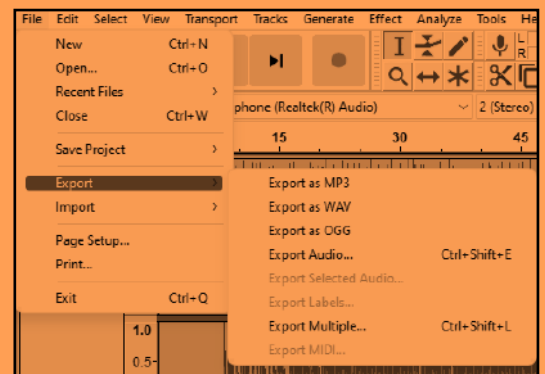 File Edit Select View Transport Tracks Generate Effect Analyze Tools He
New Ctrl+N
Open... Ctrl+O
Recent Files >
Close Ctrl+W
Save Project >
Export >
Import >
Page Setup...
Print...
Exit Ctrl+Q
L
R
phone (Realtek(R) Audio) 2 (Stereo)
15 30 45
Export as MP3
Export as WAV
Export as OGG
Export Audio... Ctrl+Shift+E
Export Selected Audio...
Export Labels...
Export Multiple... Ctrl+Shift+L
Export MIDI...
1.0
0.5-